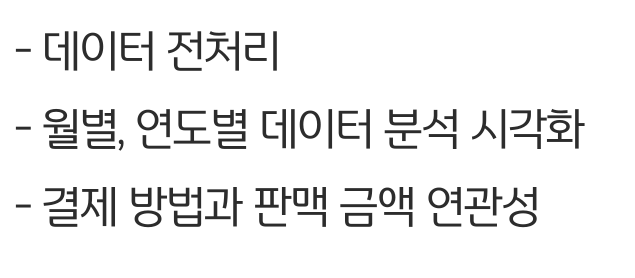 - 데이터 전처리
- 월별, 연도별 데이터 분석 시각화
- 결제 방법과 판맥 금액 연관성